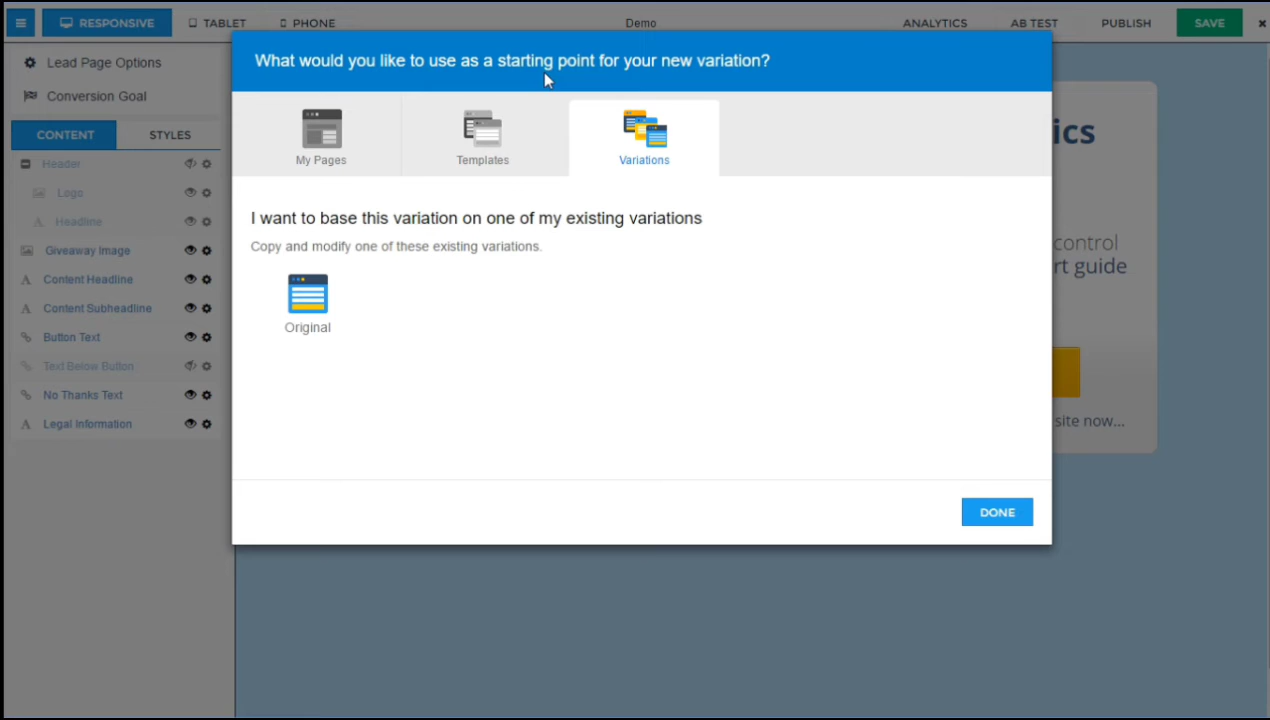 RESPONSIVE TABLET PHONE Demo ANALYTICS AB TEST PUBLISH SAVE
What would you like to use as a starting point for your new variation?
Lead Page Options
Conversion Goal
CONTENT STYLES
Header
Logo
Headline
Giveaway Image
Content Headline
Content Subheadline
Button Text
Text Below Button
No Thanks Text
Legal Information
My Pages Templates Variations
I want to base this variation on one of my existing variations
Copy and modify one of these existing variations.
Original
DONE
ics
control
rt guide
site now...